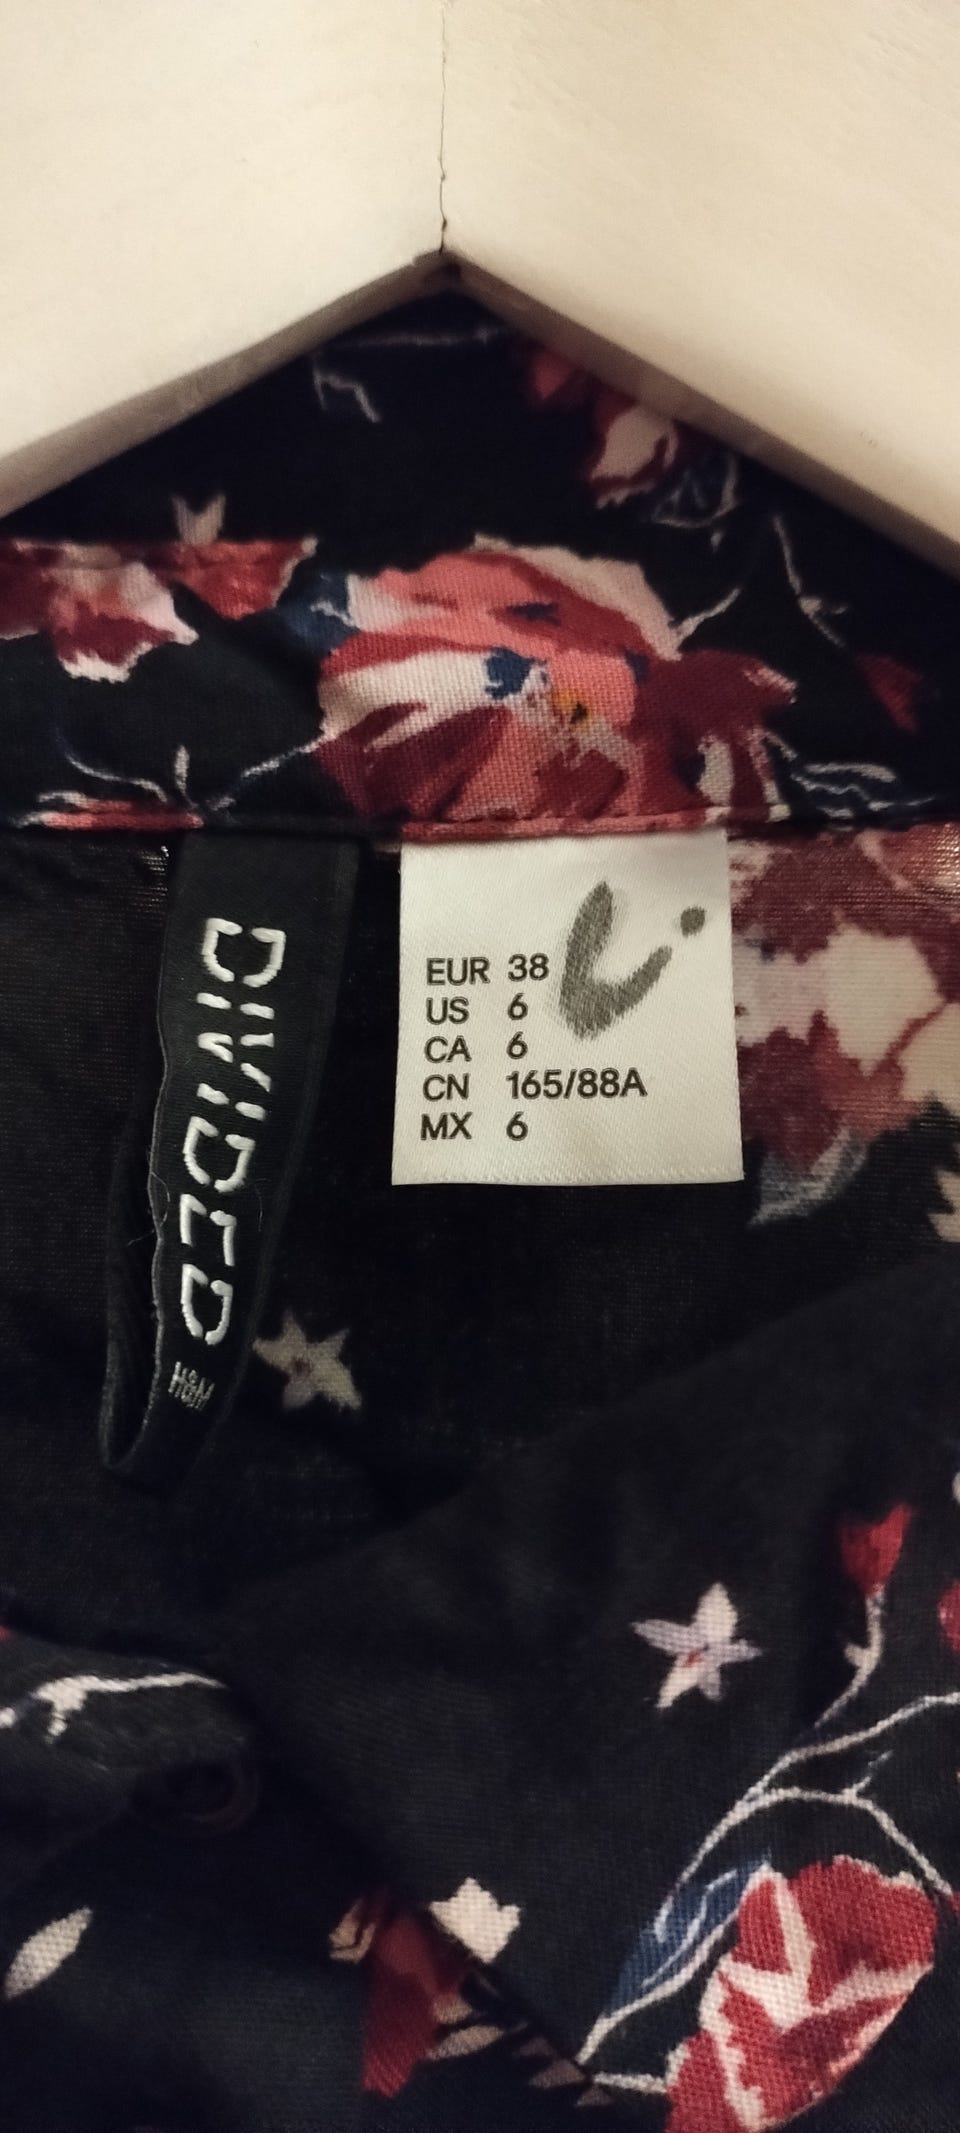 DIVIDED
H&M
EUR 38
US 6
CA 6
CN 165/88A
MX 6